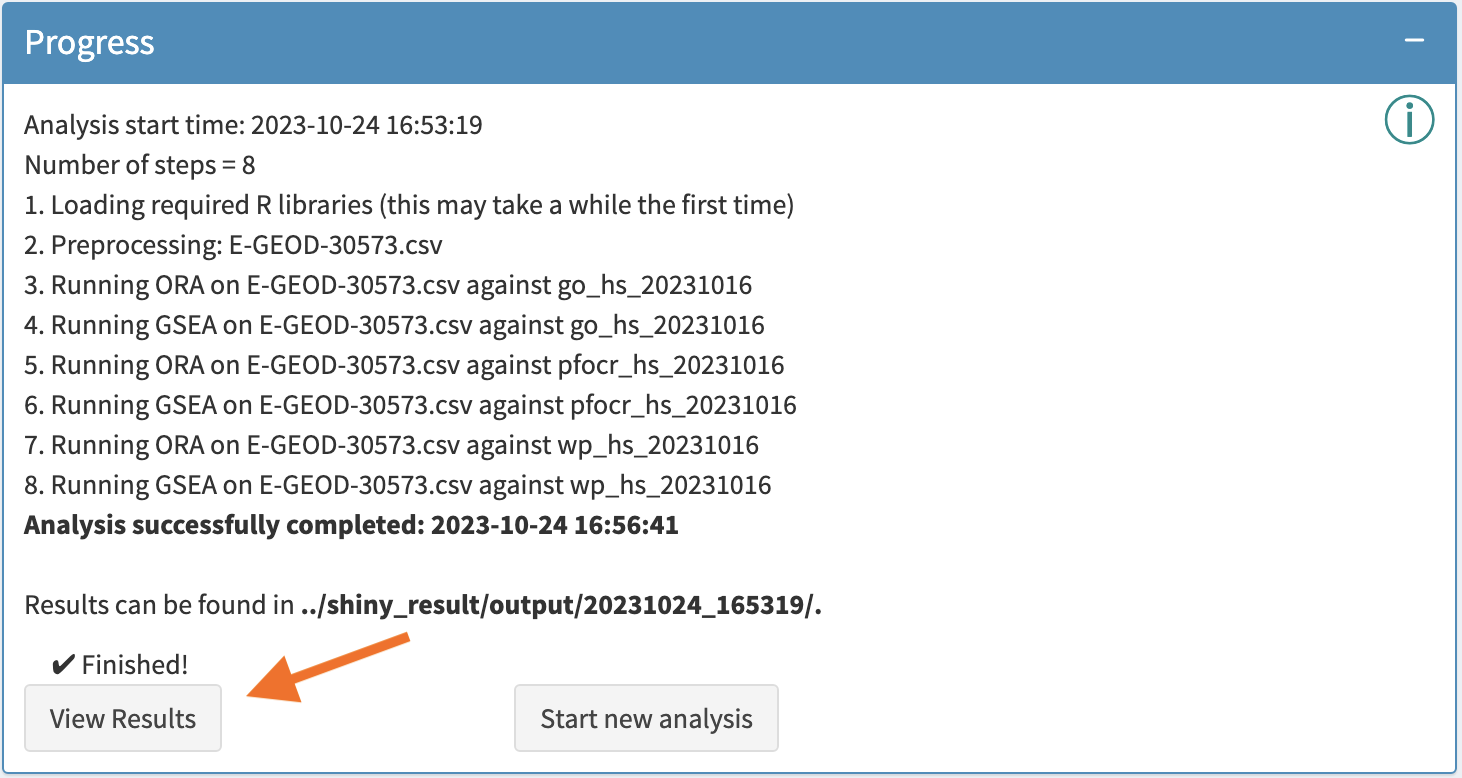 Progress
Analysis start time: 2023-10-24 16:53:19
Number of steps = 8
1. Loading required R libraries (this may take a while the first time)
2. Preprocessing: E-GEOD-30573.csv
3. Running ORA on E-GEOD-30573.csv against go_hs_20231016
4. Running GSEA on E-GEOD-30573.csv against go_hs_20231016
5. Running ORA on E-GEOD-30573.csv against pfocr_hs_20231016
6. Running GSEA on E-GEOD-30573.csv against pfocr_hs_20231016
7. Running ORA on E-GEOD-30573.csv against wp_hs_20231016
8. Running GSEA on E-GEOD-30573.csv against wp_hs_20231016
Analysis successfully completed: 2023-10-24 16:56:41
Results can be found in ../shiny_result/output/20231024_165319/.
✔ Finished!
View Results
Start new analysis